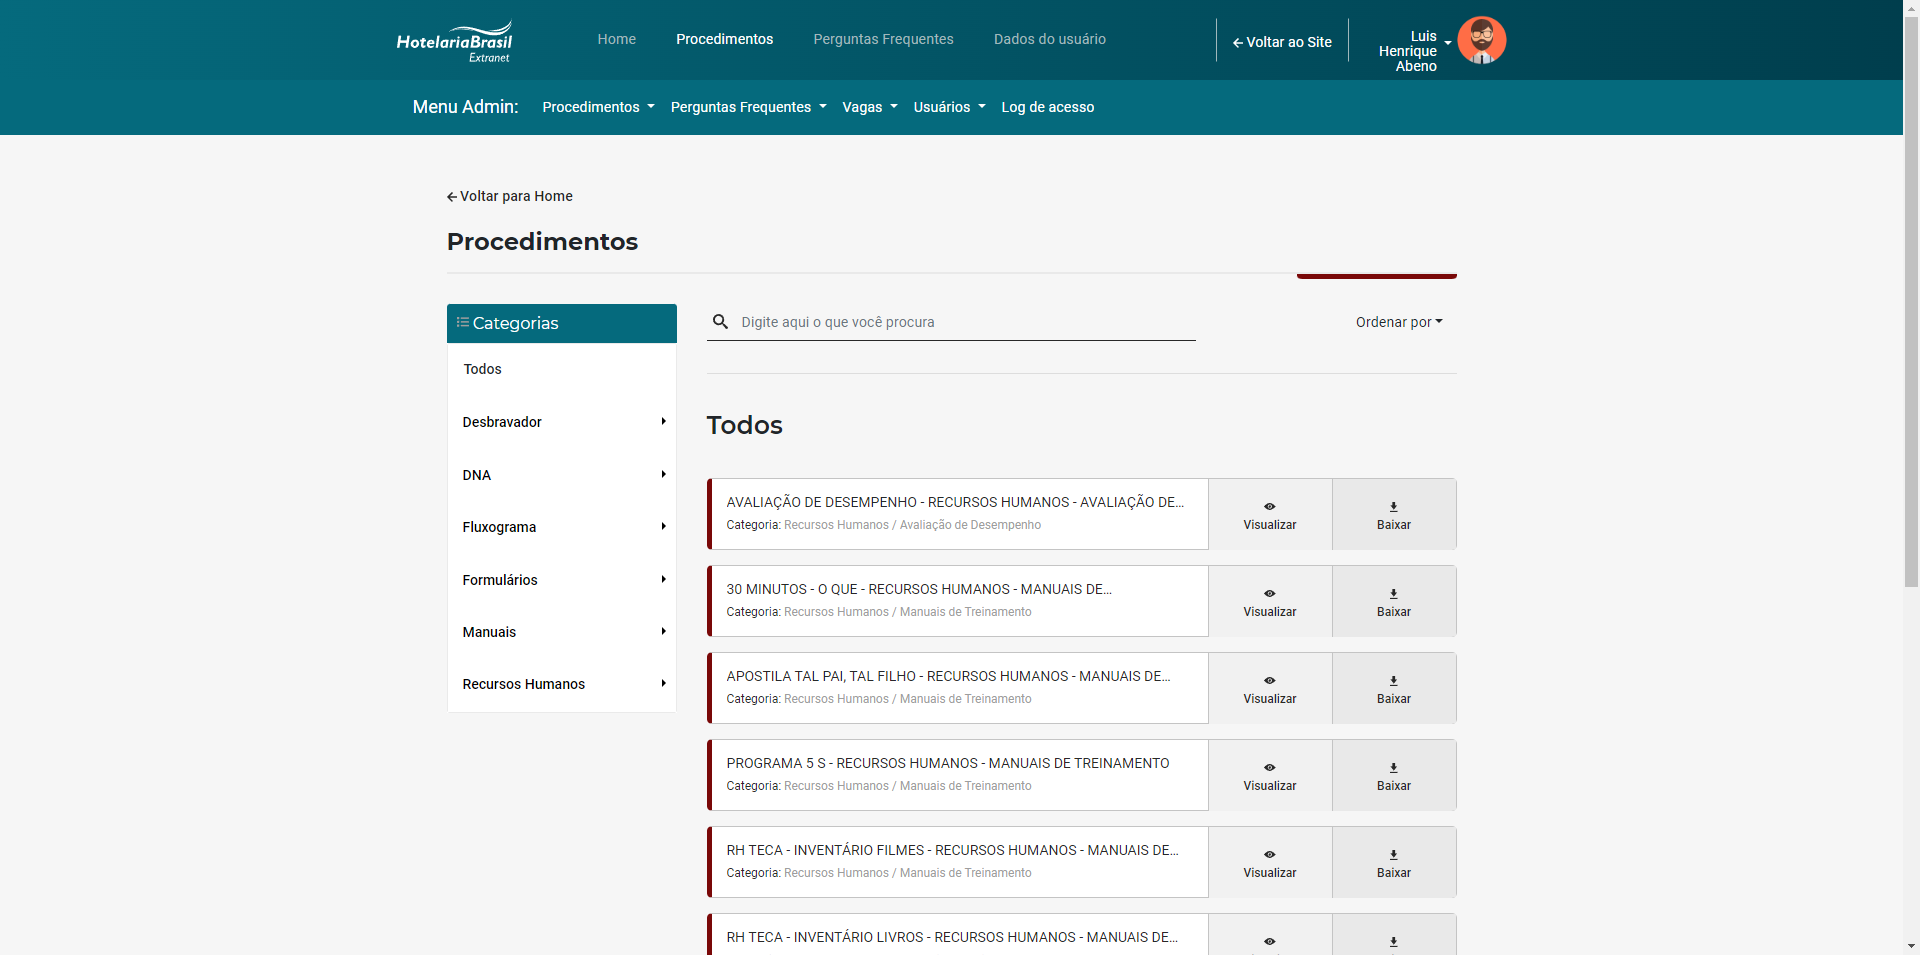 HotelariaBrasil
Extranet
Home
Procedimentos
Perguntas Frequentes
Dados do usuário
Voltar ao Site
Luis
Henrique
Abeno
Menu Admin:
Procedimentos
Perguntas Frequentes
Vagas
Usuários
Log de acesso
Voltar para Home
Procedimentos
Categorias
Todos
Desbravador
DNA
Fluxograma
Formulários
Manuais
Recursos Humanos
Digite aqui o que você procura
Ordenar por
Todos
AVALIAÇÃO DE DESEMPENHO - RECURSOS HUMANOS - AVALIAÇÃO DE...
Categoria: Recursos Humanos / Avaliação de Desempenho
Visualizar
Baixar
30 MINUTOS - O QUE - RECURSOS HUMANOS - MANUAIS DE...
Categoria: Recursos Humanos / Manuais de Treinamento
Visualizar
Baixar
APOSTILA TAL PAI, TAL FILHO - RECURSOS HUMANOS - MANUAIS DE...
Categoria: Recursos Humanos / Manuais de Treinamento
Visualizar
Baixar
PROGRAMA 5 S - RECURSOS HUMANOS - MANUAIS DE TREINAMENTO
Categoria: Recursos Humanos / Manuais de Treinamento
Visualizar
Baixar
RH TECA - INVENTÁRIO FILMES - RECURSOS HUMANOS - MANUAIS DE...
Categoria: Recursos Humanos / Manuais de Treinamento
Visualizar
Baixar
RH TECA - INVENTÁRIO LIVROS - RECURSOS HUMANOS - MANUAIS DE...